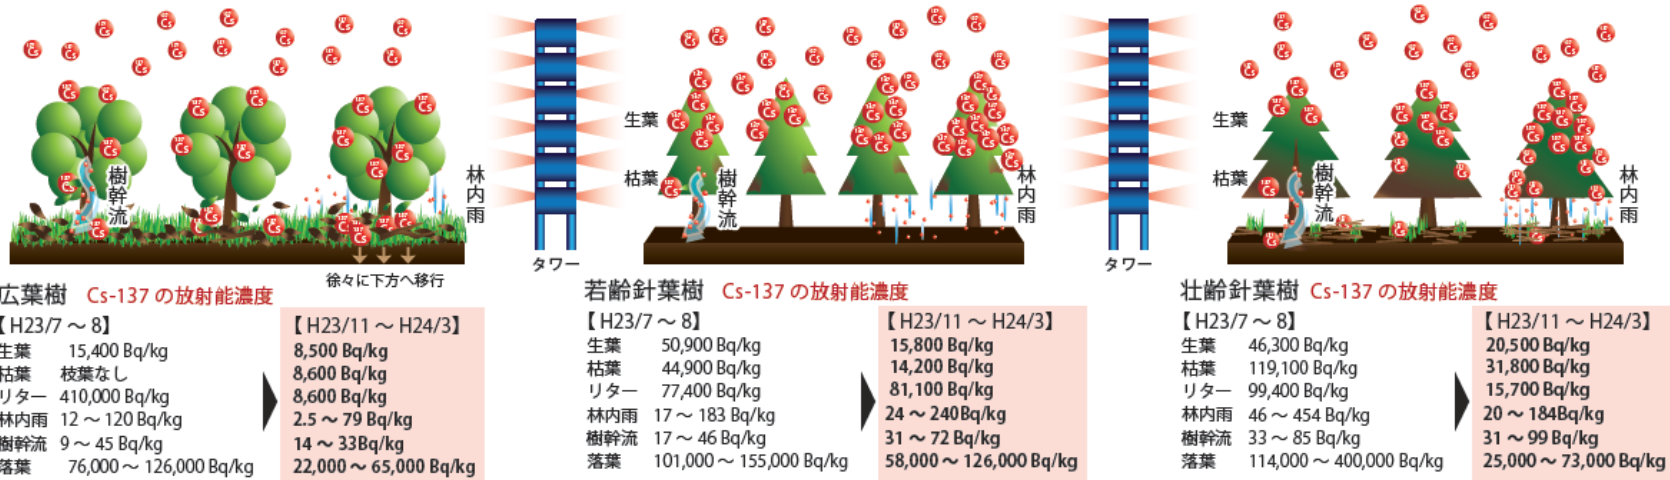 生葉
枯葉
樹幹流
林内雨
タワー
徐々に下方へ移行
広葉樹 Cs-137 の放射能濃度
【 H23/7 ～ 8】
生葉 15,400 Bq/kg
枯葉 枝葉なし
リター 410,000 Bq/kg
林内雨 12 ～ 120 Bq/kg
樹幹流 9 ～ 45 Bq/kg
落葉 76,000 ～ 126,000 Bq/kg
【 H23/11 ～ H24/3】
8,500 Bq/kg
8,600 Bq/kg
8,600 Bq/kg
2.5 ～ 79 Bq/kg
14 ～ 33Bq/kg
22,000 ～ 65,000 Bq/kg
樹幹流
林内雨
タワー
若齢針葉樹 Cs-137 の放射能濃度
【 H23/7 ～ 8】
生葉 50,900 Bq/kg
枯葉 44,900 Bq/kg
リター 77,400 Bq/kg
林内雨 17 ～ 183 Bq/kg
樹幹流 17 ～ 46 Bq/kg
落葉 101,000 ～ 155,000 Bq/kg
【 H23/11 ～ H24/3】
15,800 Bq/kg
14,200 Bq/kg
81,100 Bq/kg
24 ～ 240Bq/kg
31 ～ 72 Bq/kg
58,000 ～ 126,000 Bq/kg
生葉
枯葉
樹幹流
林内雨
壮齢針葉樹 Cs-137 の放射能濃度
【 H23/7 ～ 8】
生葉 46,300 Bq/kg
枯葉 119,100 Bq/kg
リター 99,400 Bq/kg
林内雨 46 ～ 454 Bq/kg
樹幹流 33 ～ 85 Bq/kg
落葉 114,000 ～ 400,000 Bq/kg
【 H23/11 ～ H24/3】
20,500 Bq/kg
31,800 Bq/kg
15,700 Bq/kg
20 ～ 184Bq/kg
31 ～ 99 Bq/kg
25,000 ～ 73,000 Bq/kg